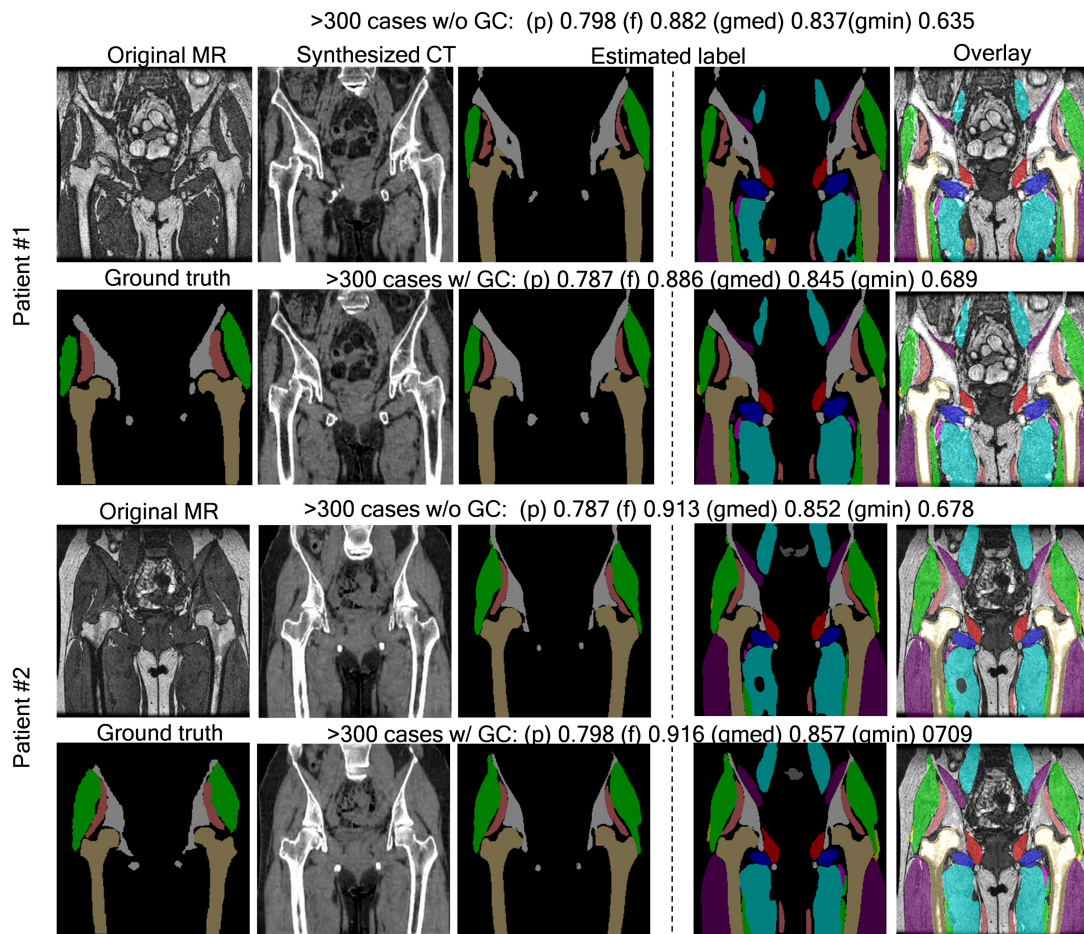 >300 cases w/o GC: (p) 0.798 (f) 0.882 (gmed) 0.837(gmin) 0.635
Original MR Synthesized CT Estimated label Overlay
Patient #1
Ground truth >300 cases w/ GC: (p) 0.787 (f) 0.886 (gmed) 0.845 (gmin) 0.689
Original MR >300 cases w/o GC: (p) 0.787 (f) 0.913 (gmed) 0.852 (gmin) 0.678
Patient #2
Ground truth >300 cases w/ GC: (p) 0.798 (f) 0.916 (gmed) 0.857 (gmin) 0709